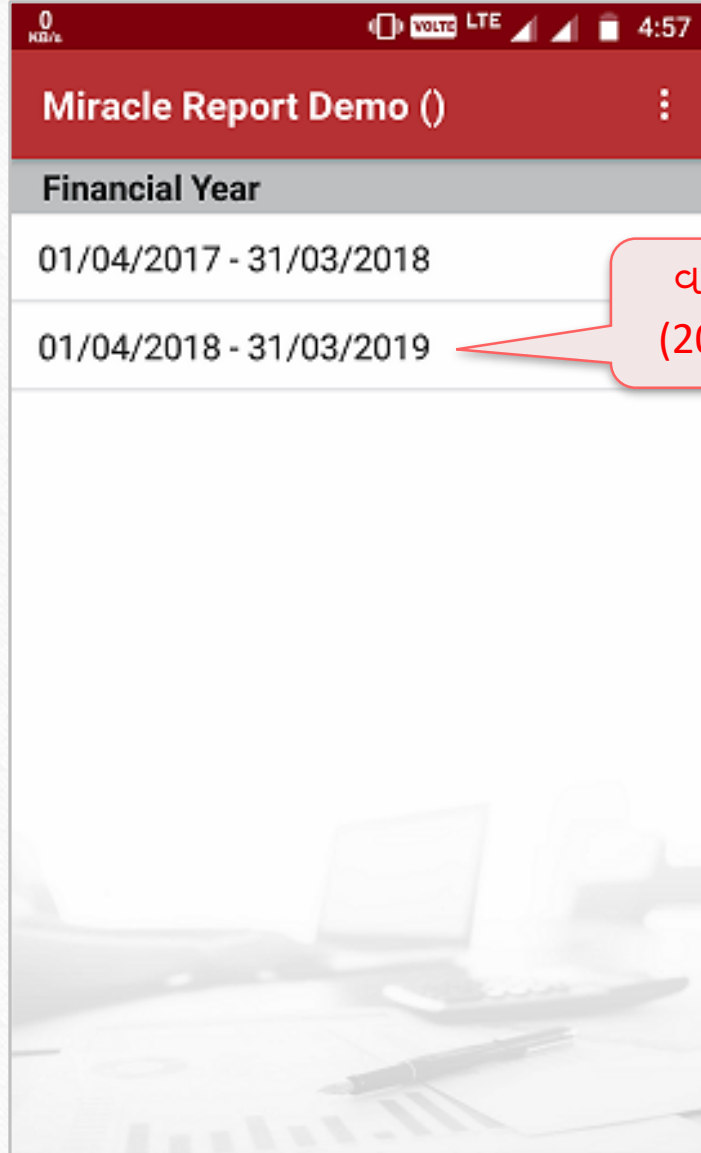 0
KB/s
VOLTE LTE 4:57
Miracle Report Demo ()
Financial Year
01/04/2017 - 31/03/2018
01/04/2018 - 31/03/2019
(20